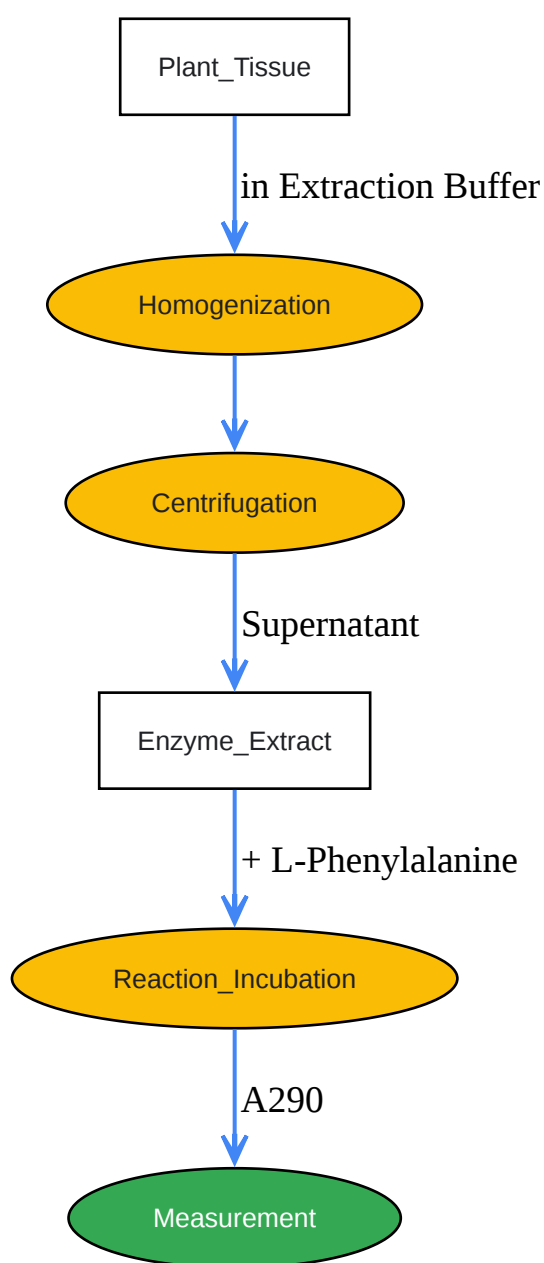 Plant_Tissue
in Extraction Buffer
Homogenization
Centrifugation
Supernatant
Enzyme_Extract
+ L-Phenylalanine
Reaction_Incubation
A290
Measurement